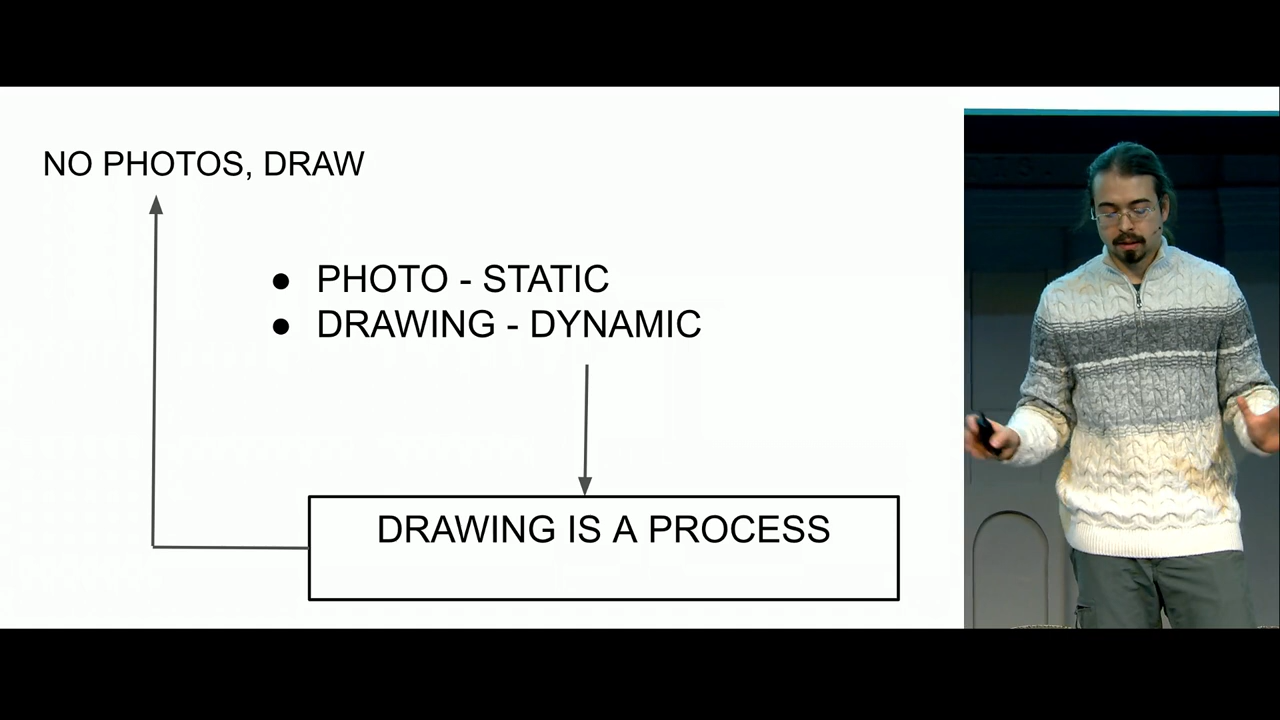 NO PHOTOS, DRAW
● PHOTO - STATIC
● DRAWING - DYNAMIC
DRAWING IS A PROCESS